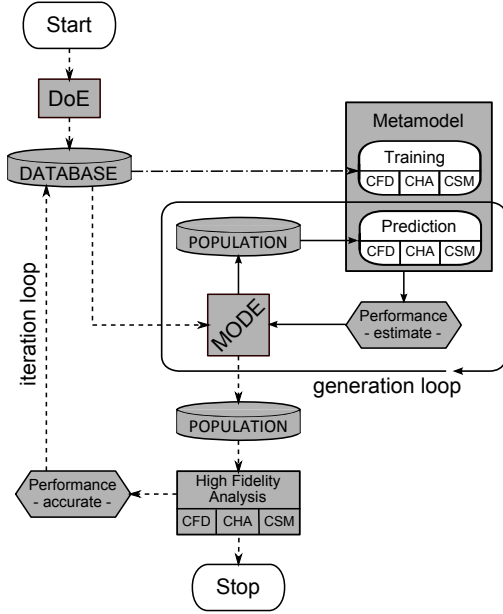 Start
DoE
DATABASE
Metamodel
Training
CFD CHA CSM
Prediction
CFD CHA CSM
POPULATION
MODE
Performance
- estimate -
generation loop
iteration loop
POPULATION
High Fidelity
Analysis
CFD CHA CSM
Performance
- accurate -
Stop